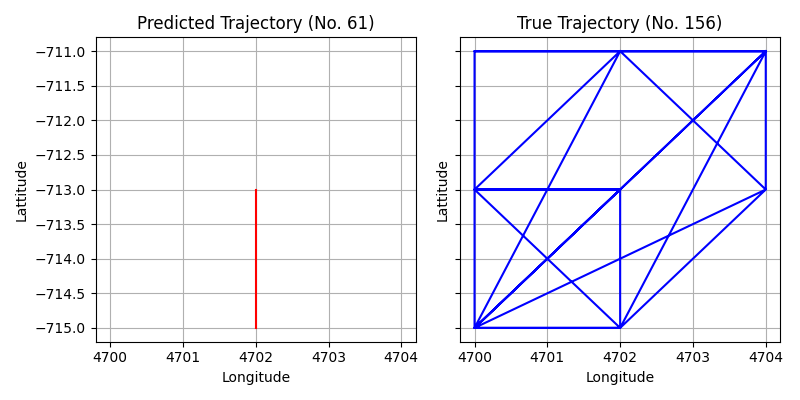 Predicted Trajectory (No. 61)
True Trajectory (No. 156)
−711.0
−711.5
−712.0
−712.5
−713.0
−713.5
−714.0
−714.5
−715.0
Lattitude
Lattitude
4700 4701 4702 4703 4704
4700 4701 4702 4703 4704
Longitude
Longitude